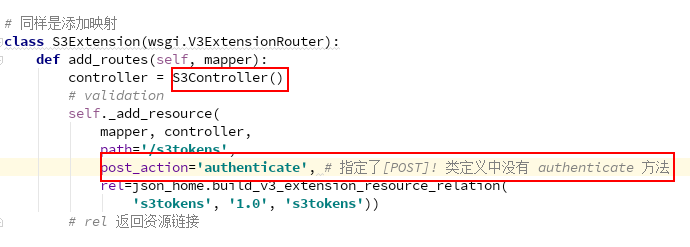 # 同样是添加映射
class S3Extension(wsgi.V3ExtensionRouter):
    def add_routes(self, mapper):
        controller = S3Controller()
        # validation
        self._add_resource(
            mapper, controller,
            path='/s3tokens',
            post_action='authenticate', # 指定了[POST]! 类定义中没有 authenticate 方法
            rel=json_home.build_v3_extension_resource_relation(
                's3tokens', '1.0', 's3tokens'))
        # rel 返回资源链接